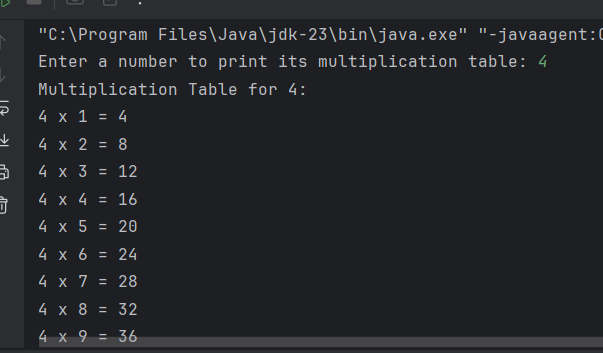 "C:\Program Files\Java\jdk-23\bin\java.exe" "-javaagent:
Enter a number to print its multiplication table: 4
Multiplication Table for 4:
4 x 1 = 4
4 x 2 = 8
4 x 3 = 12
4 x 4 = 16
4 x 5 = 20
4 x 6 = 24
4 x 7 = 28
4 x 8 = 32
4 x 9 = 36